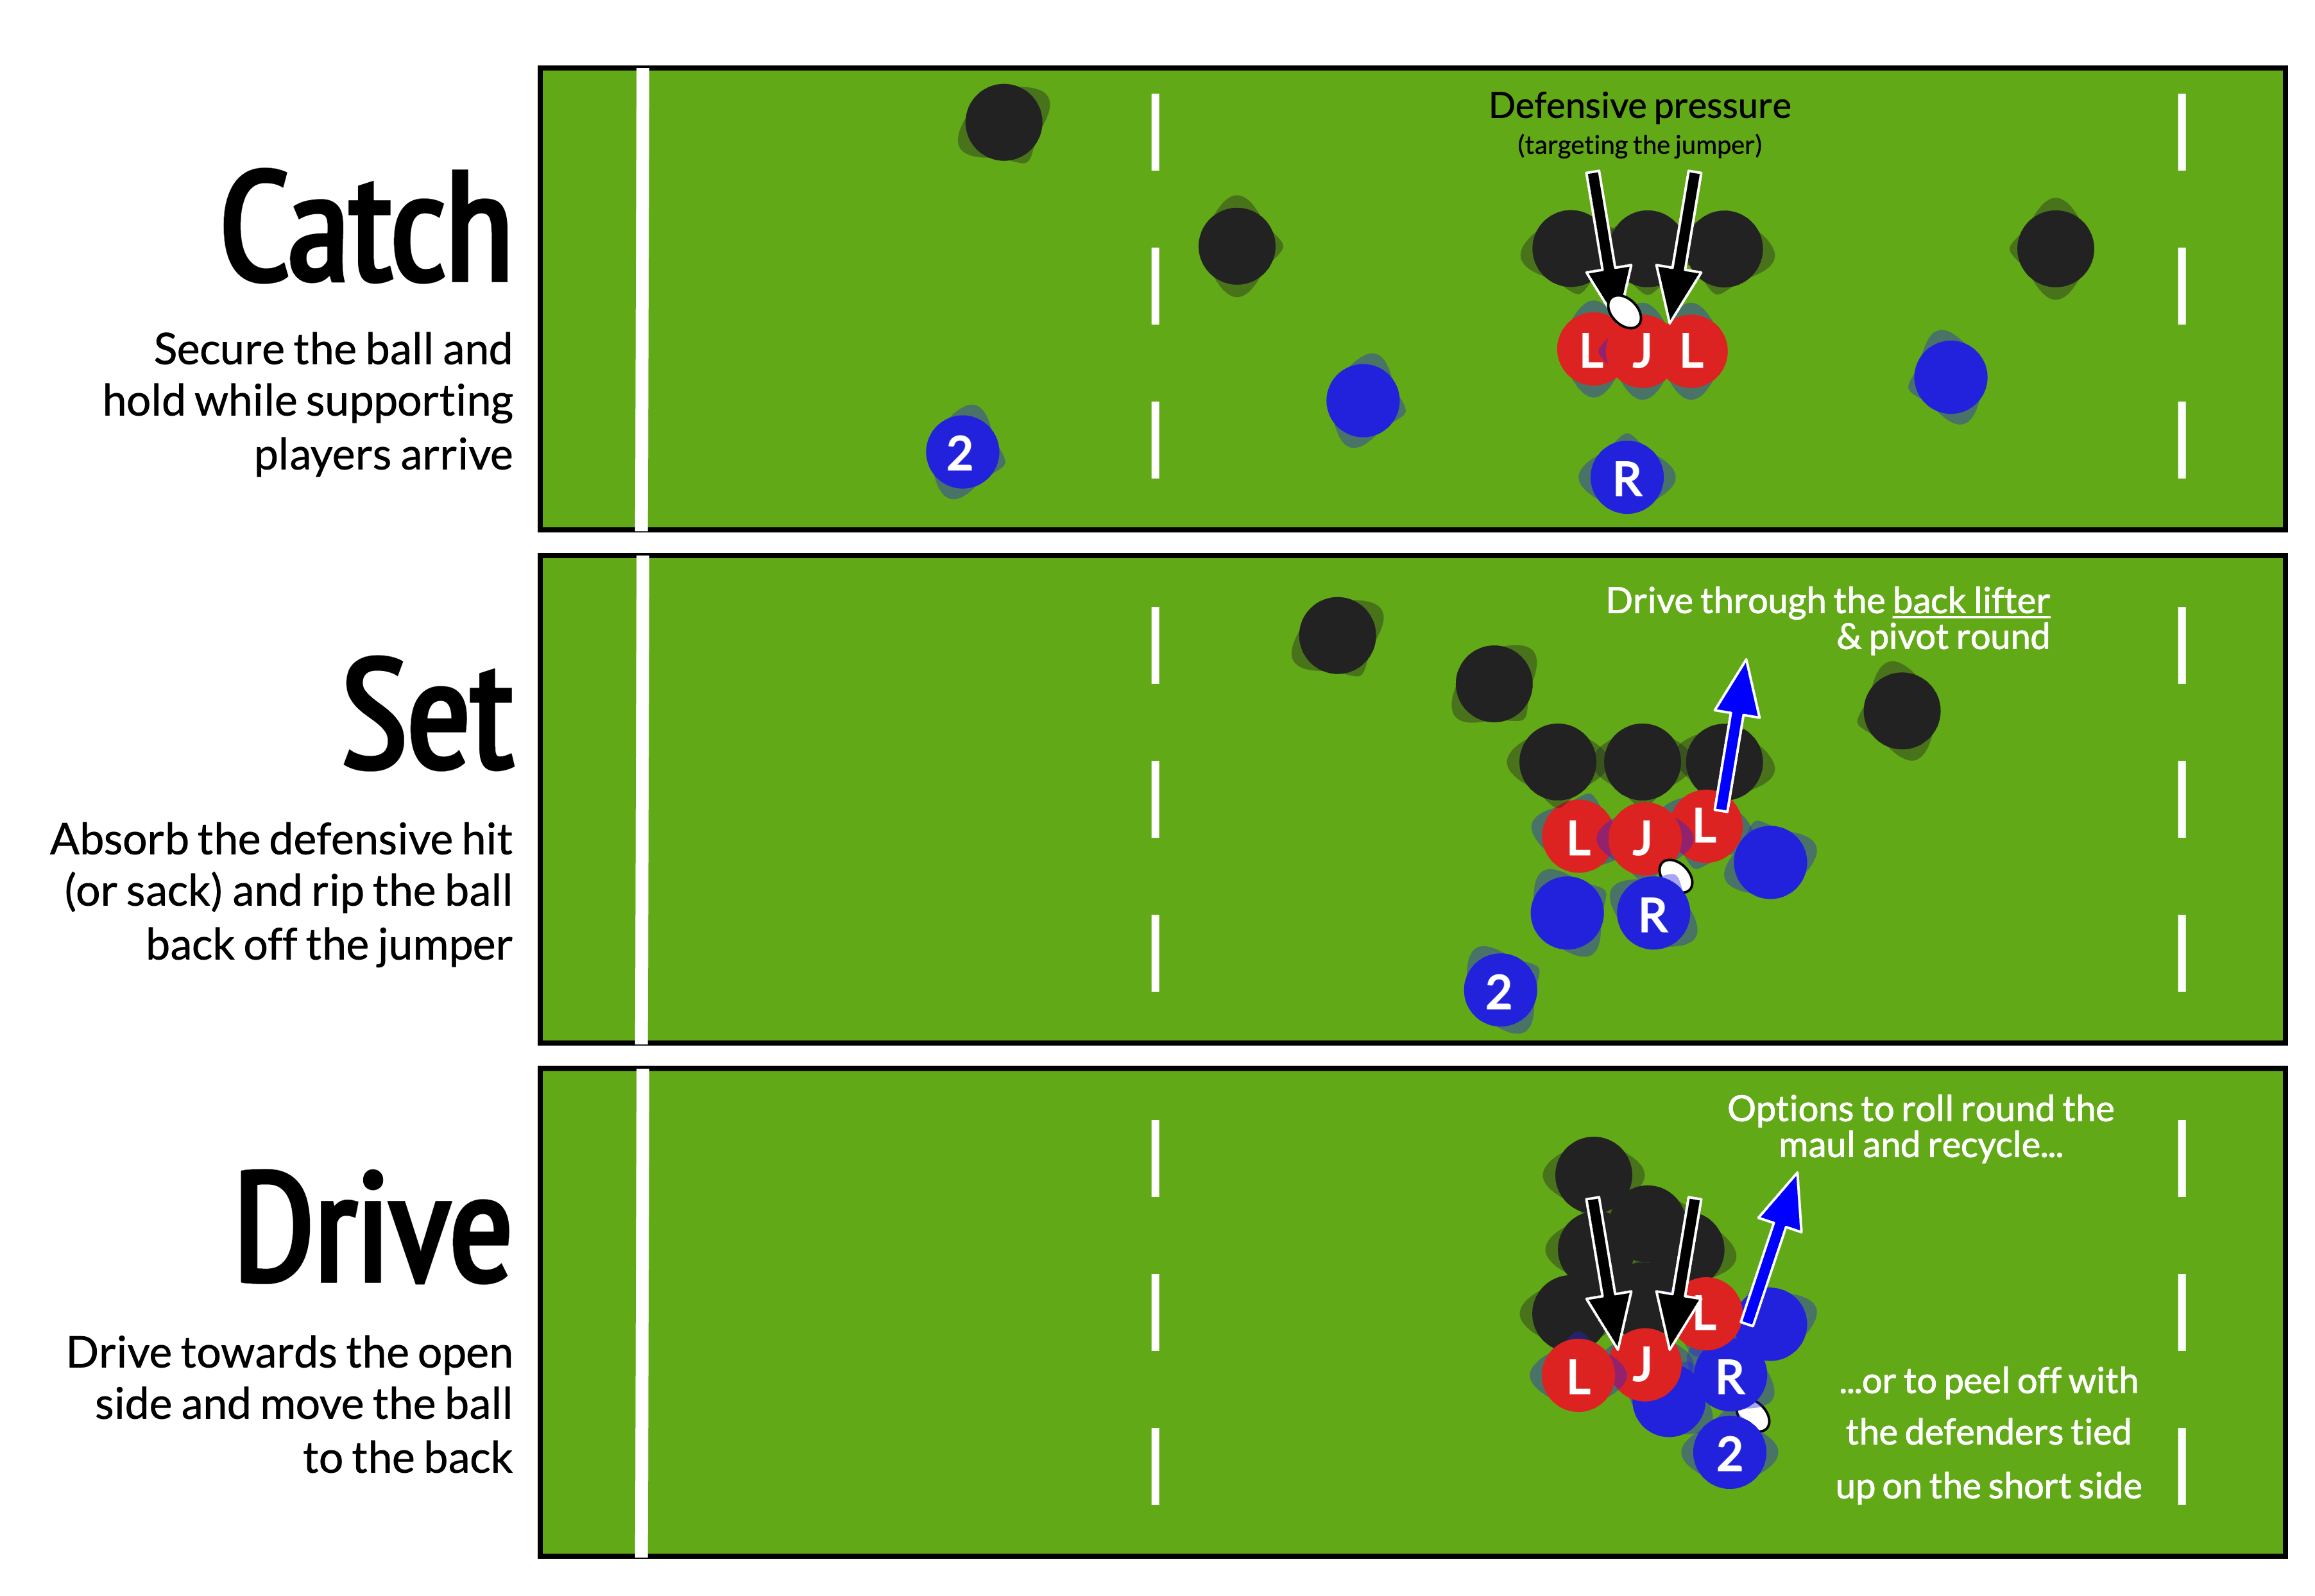 Catch
Secure the ball and
hold while supporting
players arrive
Defensive pressure
(targeting the jumper)
L J L
2
R
Set
Absorb the defensive hit
(or sack) and rip the ball
back off the jumper
Drive through the back lifter
& pivot round
L J L
R
2
Drive
Drive towards the open
side and move the ball
to the back
Options to roll round the
maul and recycle...
L
L J
R
2
...or to peel off with
the defenders tied
up on the short side